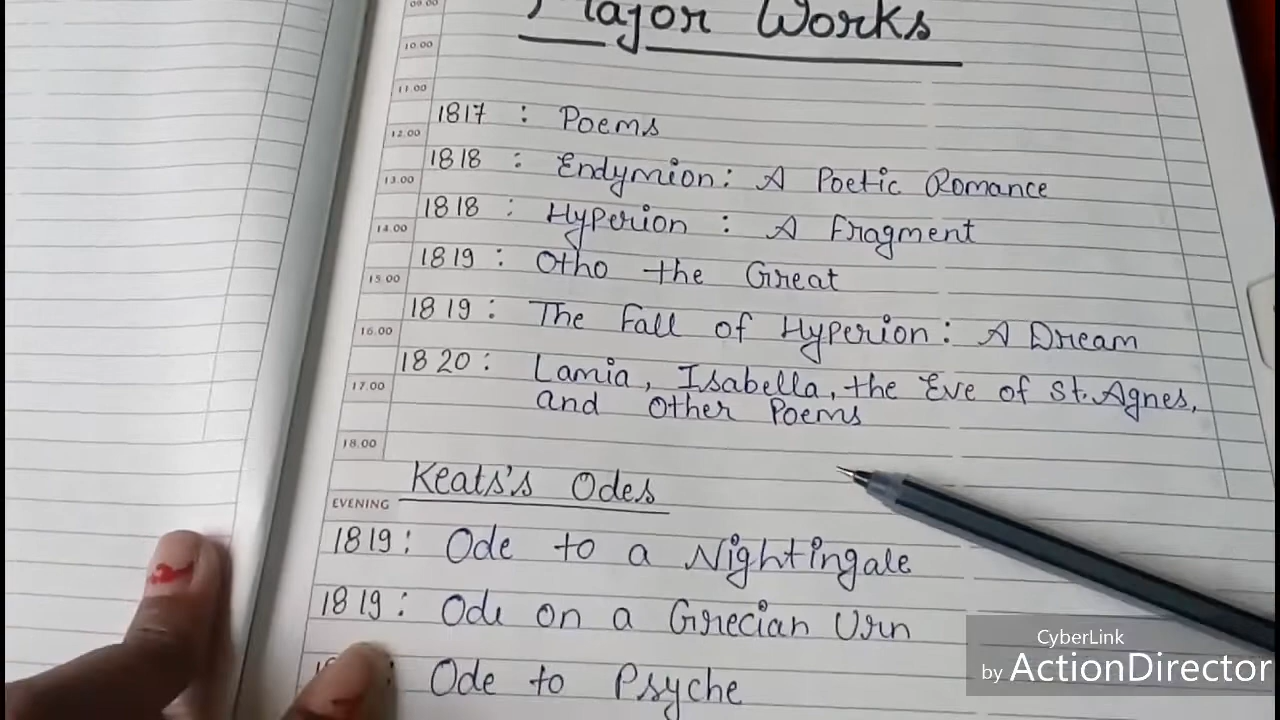 09.00
Major Works
10.00
11.00
1817 : Poems
12.00
1818 : Endymion: A Poetic Romance
13.00
1818 : Hyperion : A Fragment
14.00
1819 : Otho the Great
15.00
1819 : The Fall of Hyperion: A Dream
16.00
1820 : Lamia, Isabella, the Eve of St. Agnes,
17.00
and Other Poems
18.00
Keats's Odes
EVENING
1819: Ode to a Nightingale
1819: Ode on a Grecian Urn
Ode to Psyche
CyberLink
by ActionDirector